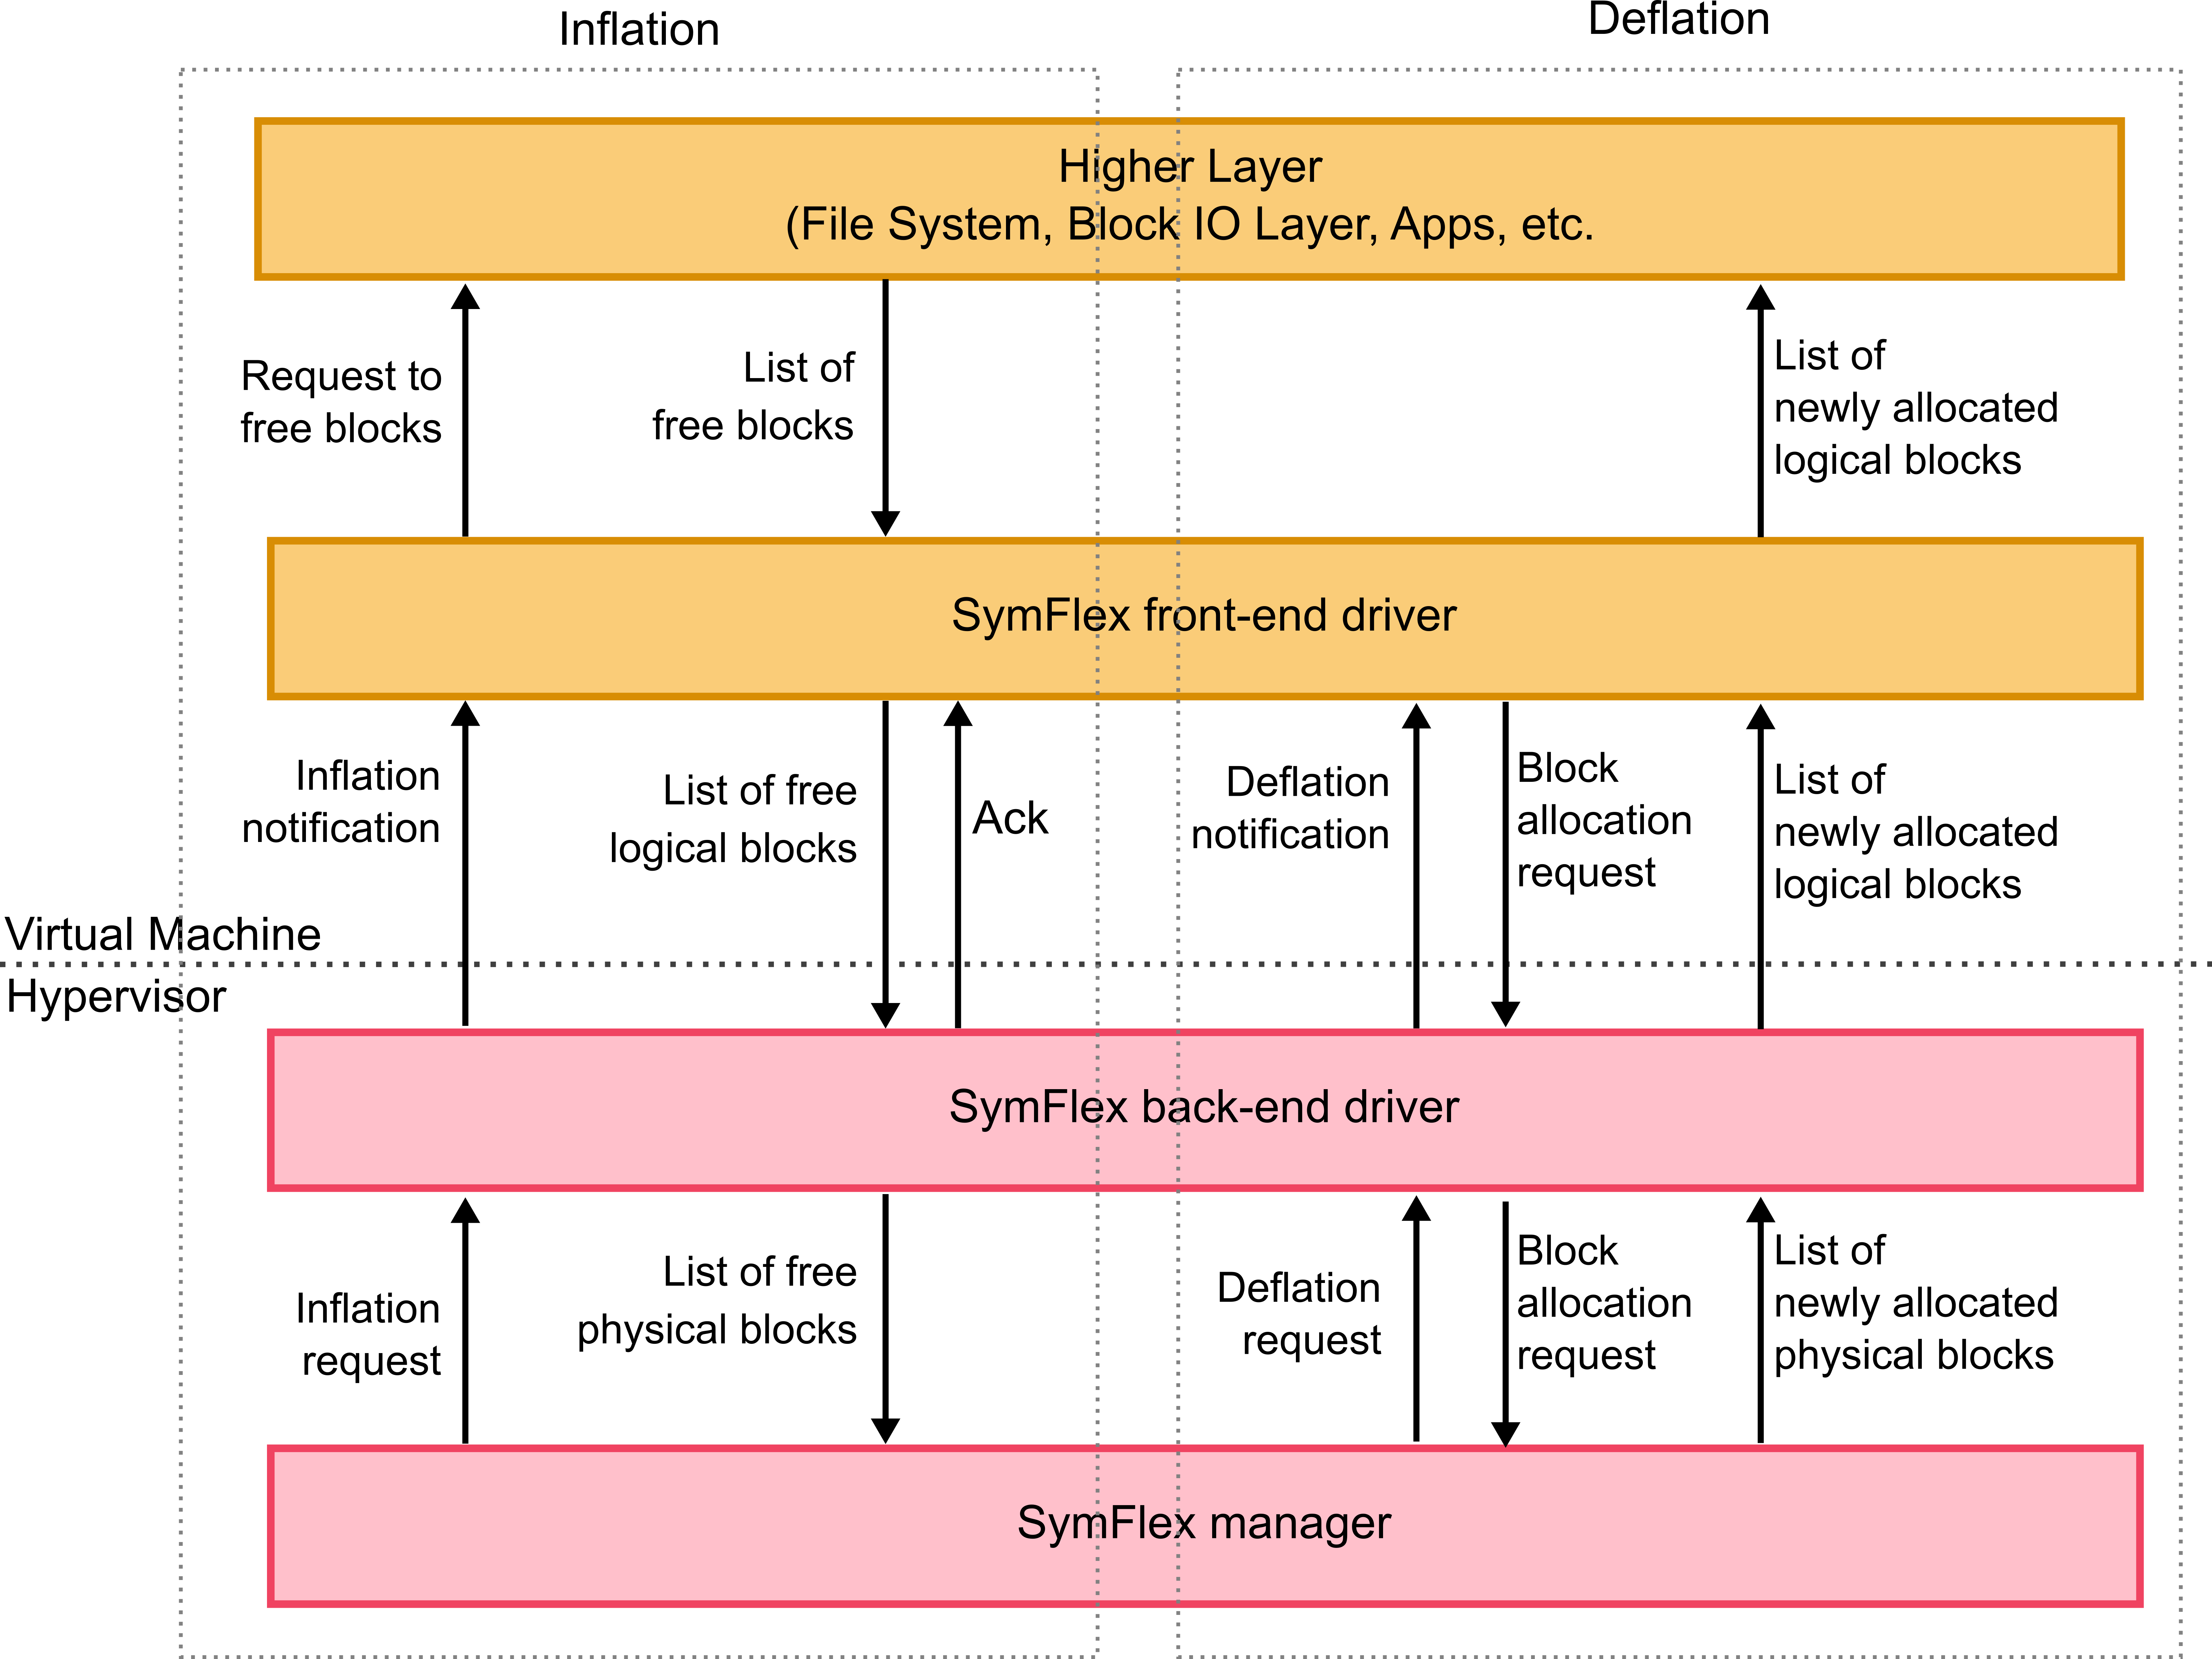 Inflation
Deflation
Higher Layer
(File System, Block IO Layer, Apps, etc.
Request to
free blocks
List of
free blocks
List of
newly allocated
logical blocks
SymFlex front-end driver
Inflation
notification
List of free
logical blocks
Ack
Deflation
notification
Block
allocation
request
List of
newly allocated
logical blocks
Virtual Machine
Hypervisor
SymFlex back-end driver
Inflation
request
List of free
physical blocks
Deflation
request
Block
allocation
request
List of
newly allocated
physical blocks
SymFlex manager